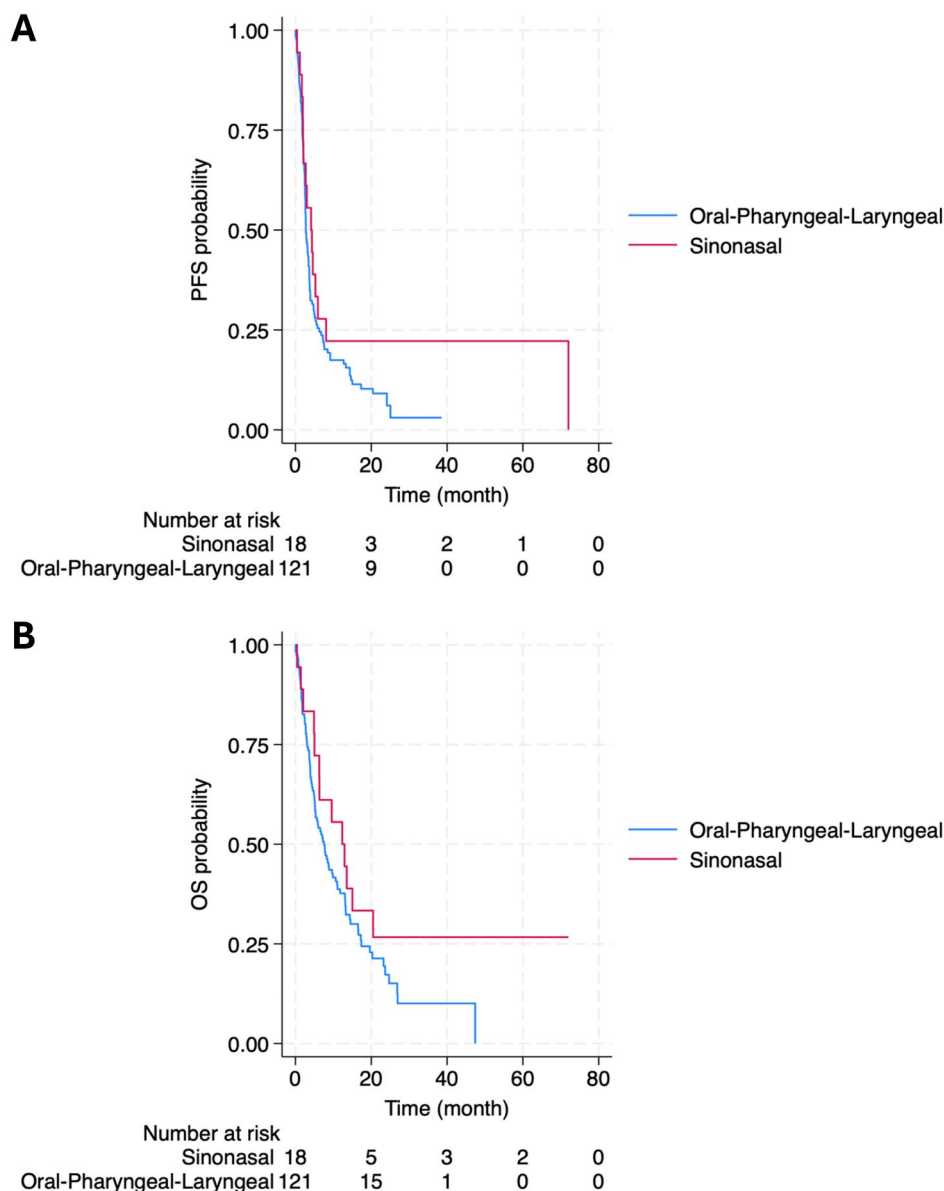 A
1.00
0.75
0.50
0.25
0.00
PFS probability
0 20 40 60 80
Time (month)
Oral-Pharyngeal-Laryngeal
Sinonasal
Number at risk
Sinonasal 18 3 2 1 0
Oral-Pharyngeal-Laryngeal 121 9 0 0 0
B
1.00
0.75
0.50
0.25
0.00
OS probability
0 20 40 60 80
Time (month)
Oral-Pharyngeal-Laryngeal
Sinonasal
Number at risk
Sinonasal 18 5 3 2 0
Oral-Pharyngeal-Laryngeal 121 15 1 0 0